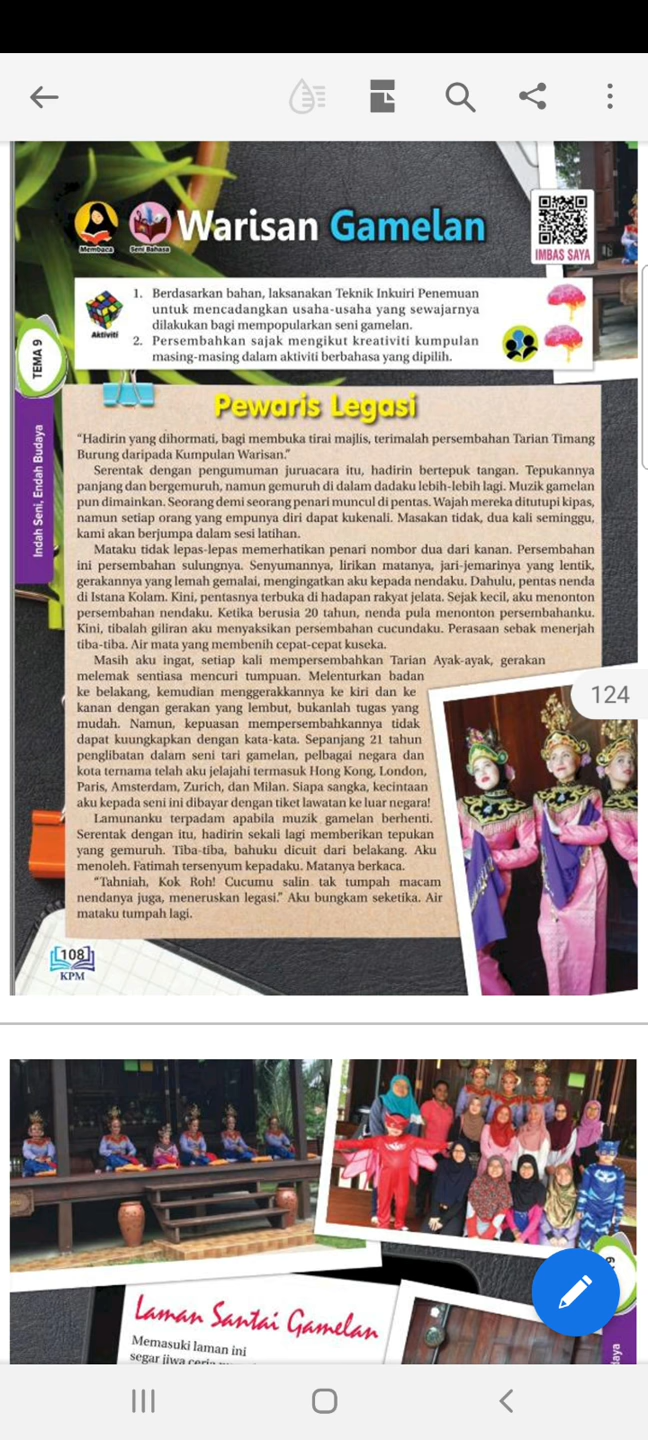 Warisan Gamelan
Membaca
Seni Bahasa
IMBAS SAYA
Aktiviti
1. Berdasarkan bahan, laksanakan Teknik Inkuiri Penemuan
untuk mencadangkan usaha-usaha yang sewajarnya
dilakukan bagi mempopularkan seni gamelan.
2. Persembahkan sajak mengikut kreativiti kumpulan
masing-masing dalam aktiviti berbahasa yang dipilih.
TEMA 9
Indah Seni, Endah Budaya
Pewaris Legasi
“Hadirin yang dihormati, bagi membuka tirai majlis, terimalah persembahan Tarian Timang
Burung daripada Kumpulan Warisan.”
Serentak dengan pengumuman juruacara itu, hadirin bertepuk tangan. Tepukannya
panjang dan bergemuruh, namun gemuruh di dalam dadaku lebih-lebih lagi. Muzik gamelan
pun dimainkan. Seorang demi seorang penari muncul di pentas. Wajah mereka ditutupi kipas,
namun setiap orang yang empunya diri dapat kukenali. Masakan tidak, dua kali seminggu,
kami akan berjumpa dalam sesi latihan.
Mataku tidak lepas-lepas memerhatikan penari nombor dua dari kanan. Persembahan
ini persembahan sulungnya. Senyumannya, lirikan matanya, jari-jemarinya yang lentik,
gerakannya yang lemah gemalai, mengingatkan aku kepada nendaku. Dahulu, pentas nenda
di Istana Kolam. Kini, pentasnya terbuka di hadapan rakyat jelata. Sejak kecil, aku menonton
persembahan nendaku. Ketika berusia 20 tahun, nenda pula menonton persembahanku.
Kini, tibalah giliran aku menyaksikan persembahan cucundaku. Perasaan sebak menerjah
tiba-tiba. Air mata yang membenih cepat-cepat kuseka.
Masih aku ingat, setiap kali mempersembahkan Tarian Ayak-ayak, gerakan
melemak sentiasa mencuri tumpuan. Melenturkan badan
ke belakang, kemudian menggerakkannya ke kiri dan ke
kanan dengan gerakan yang lembut, bukanlah tugas yang
mudah. Namun, kepuasan mempersembahkannya tidak
dapat kuungkapkan dengan kata-kata. Sepanjang 21 tahun
penglibatan dalam seni tari gamelan, pelbagai negara dan
kota ternama telah aku jelajahi termasuk Hong Kong, London,
Paris, Amsterdam, Zurich, dan Milan. Siapa sangka, kecintaan
aku kepada seni ini dibayar dengan tiket lawatan ke luar negara!
Lamunanku terpadam apabila muzik gamelan berhenti.
Serentak dengan itu, hadirin sekali lagi memberikan tepukan
yang gemuruh. Tiba-tiba, bahuku dicuit dari belakang. Aku
menoleh. Fatimah tersenyum kepadaku. Matanya berkaca.
“Tahniah, Kok Roh! Cucumu salin tak tumpah macam
nendanya juga, meneruskan legasi.” Aku bungkam seketika. Air
mataku tumpah lagi.
124
108
KPM
Laman Santai Gamelan
Memasuki laman ini
segar jiwa